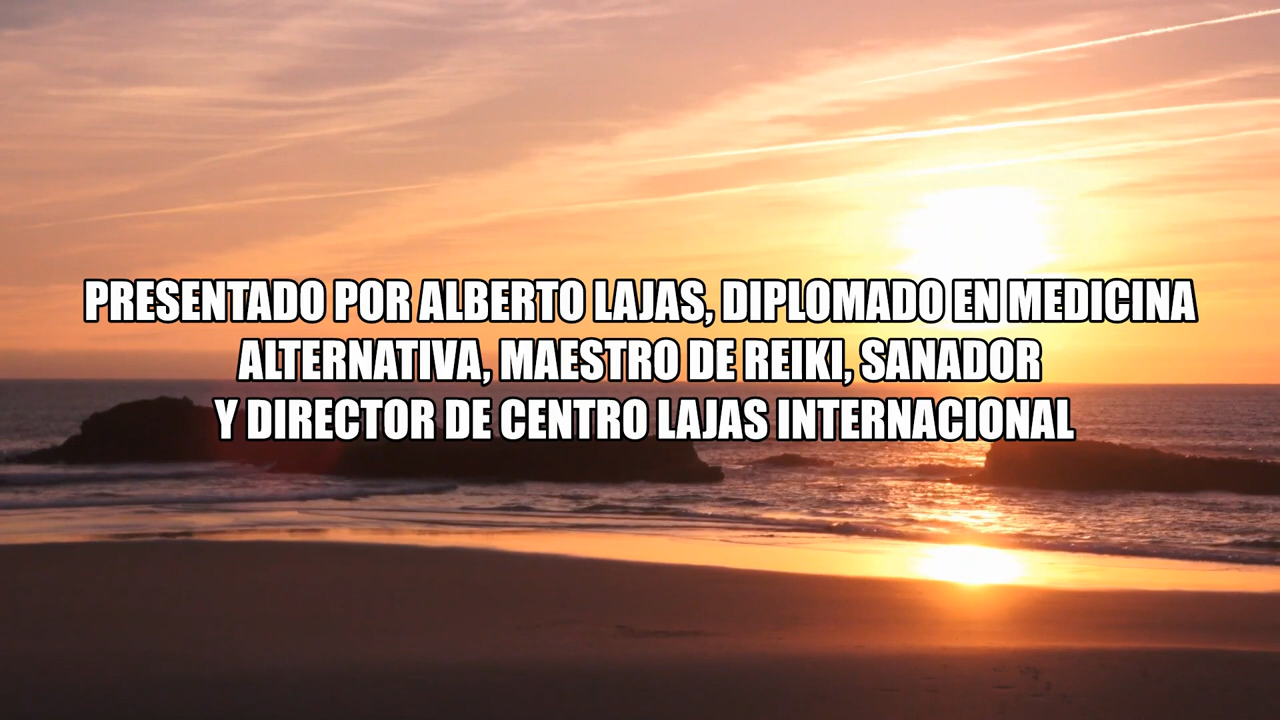 PRESENTADO POR ALBERTO LAJAS, DIPLOMADO EN MEDICINA
ALTERNATIVA, MAESTRO DE REIKI, SANADOR
Y DIRECTOR DE CENTRO LAJAS INTERNACIONAL